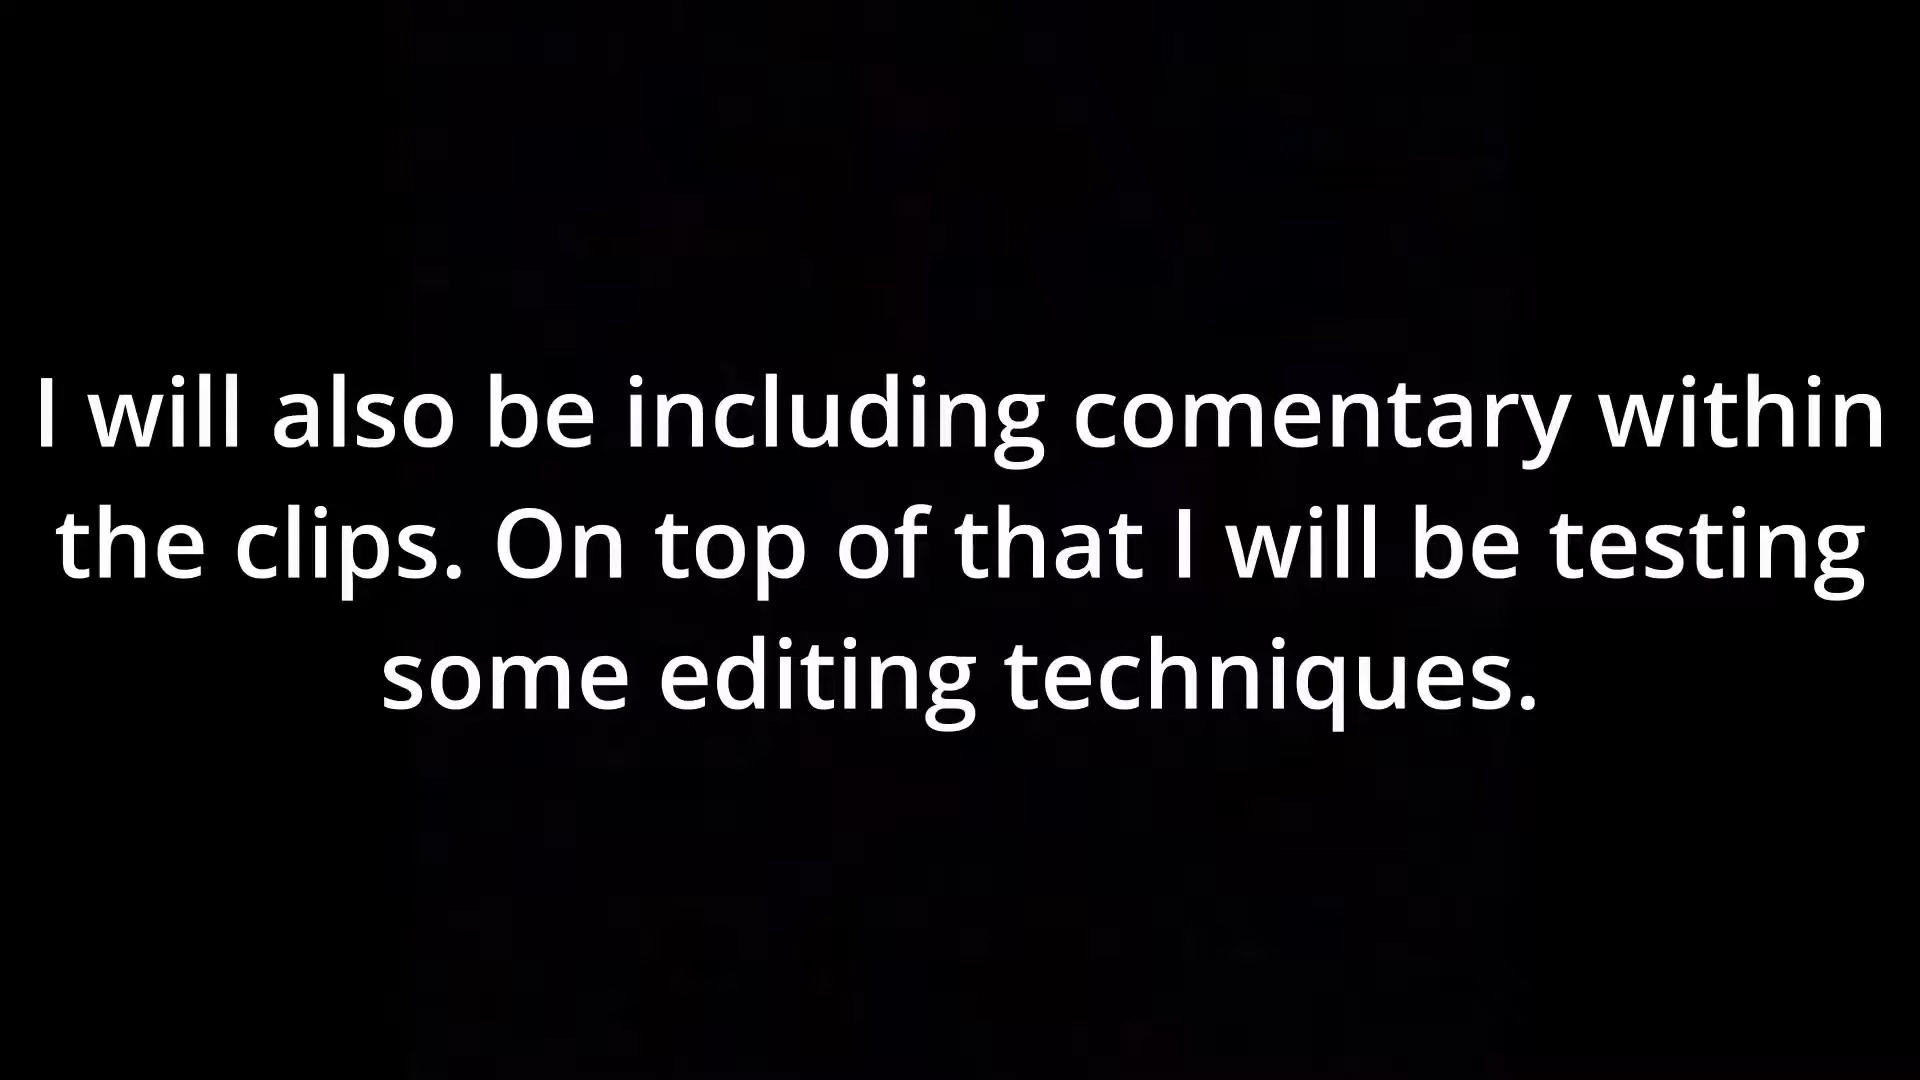 I will also be including comentary within
the clips. On top of that I will be testing
some editing techniques.